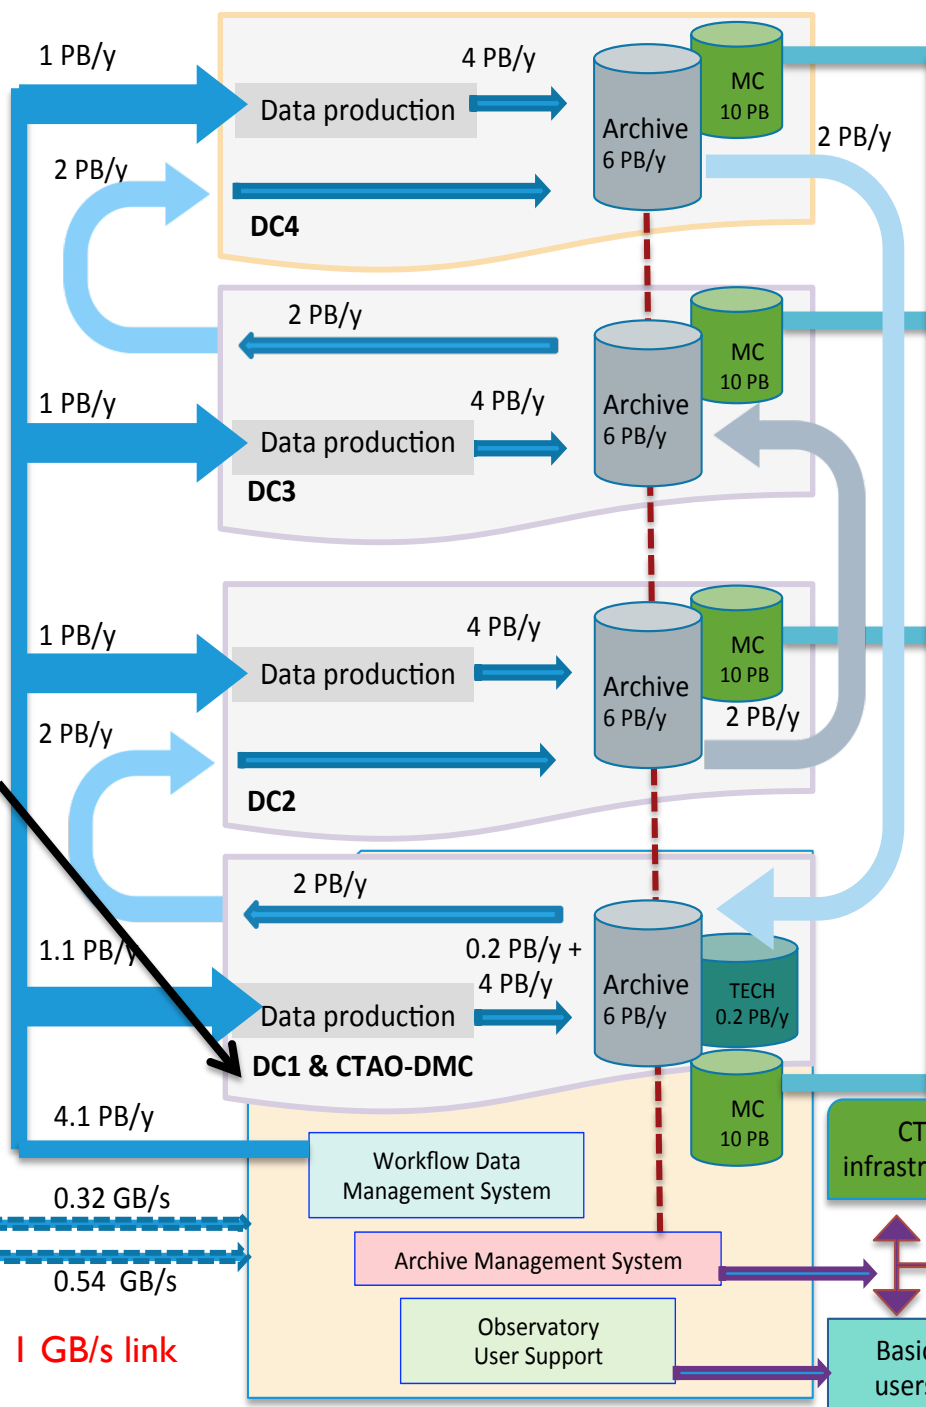 1 PB/y
4 PB/y
Data production
MC
10 PB
Archive
6 PB/y
2 PB/y
2 PB/y
DC4
2 PB/y
MC
10 PB
1 PB/y
4 PB/y
Archive
6 PB/y
Data production
DC3
1 PB/y
4 PB/y
MC
10 PB
Data production
Archive
6 PB/y
2 PB/y
2 PB/y
DC2
2 PB/y
1.1 PB/y
0.2 PB/y +
4 PB/y
Archive
6 PB/y
TECH
0.2 PB/y
Data production
DC1 & CTAO-DMC
MC
10 PB
4.1 PB/y
CT
infrastr
Workflow Data
Management System
0.32 GB/s
Archive Management System
0.54 GB/s
Observatory
User Support
I GB/s link
Basic
users